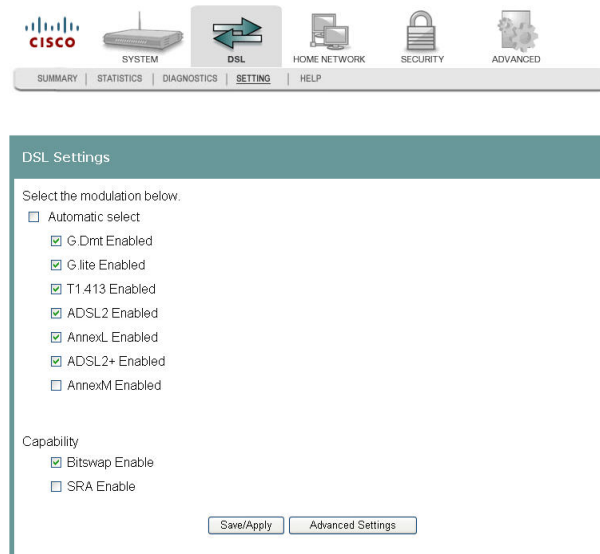 CISCO
SYSTEM DSL HOME NETWORK SECURITY ADVANCED
SUMMARY | STATISTICS | DIAGNOSTICS | SETTING | HELP
DSL Settings
Select the modulation below.
Automatic select
G.Dmt Enabled
G.lite Enabled
T1.413 Enabled
ADSL2 Enabled
AnnexL Enabled
ADSL2+ Enabled
AnnexM Enabled
Capability
Bitswap Enable
SRA Enable
Save/Apply Advanced Settings